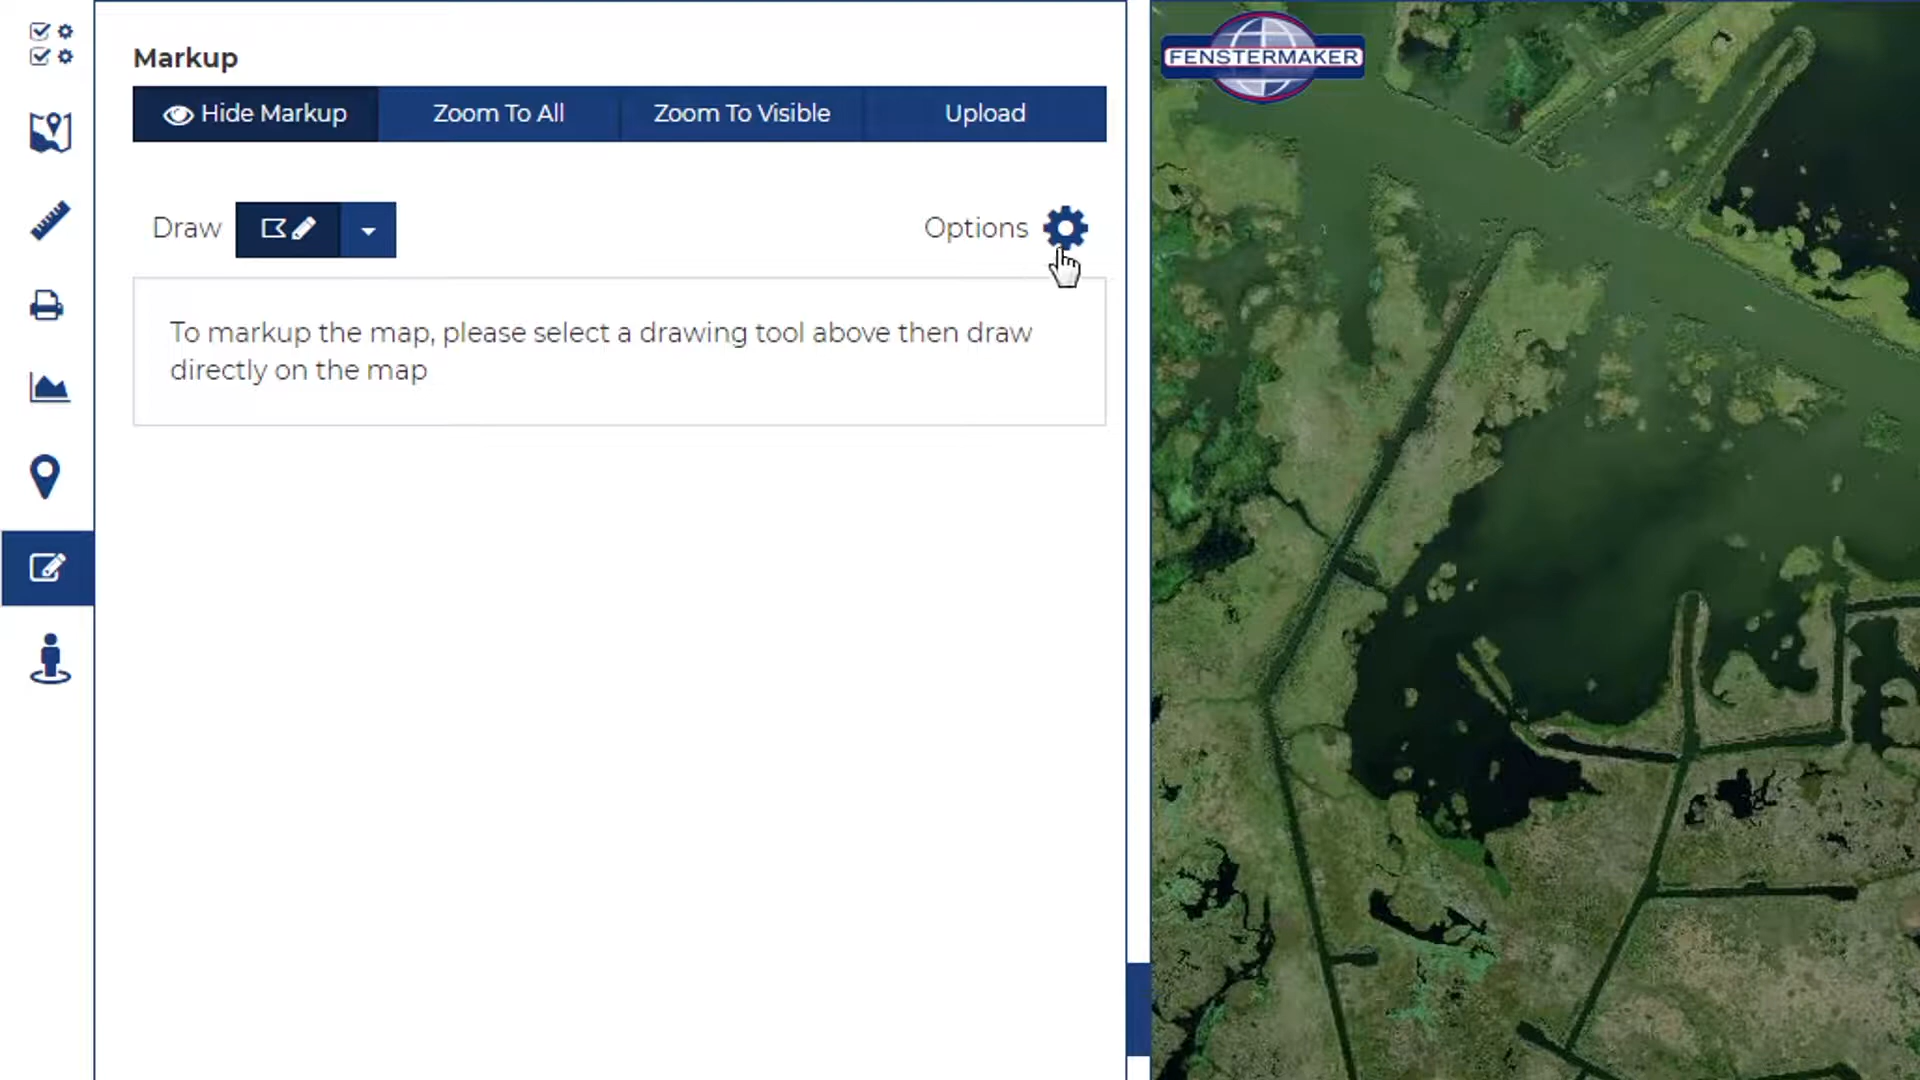 Markup
Hide Markup Zoom To All Zoom To Visible Upload
Draw Options
To markup the map, please select a drawing tool above then draw
directly on the map
FENSTERMAKER